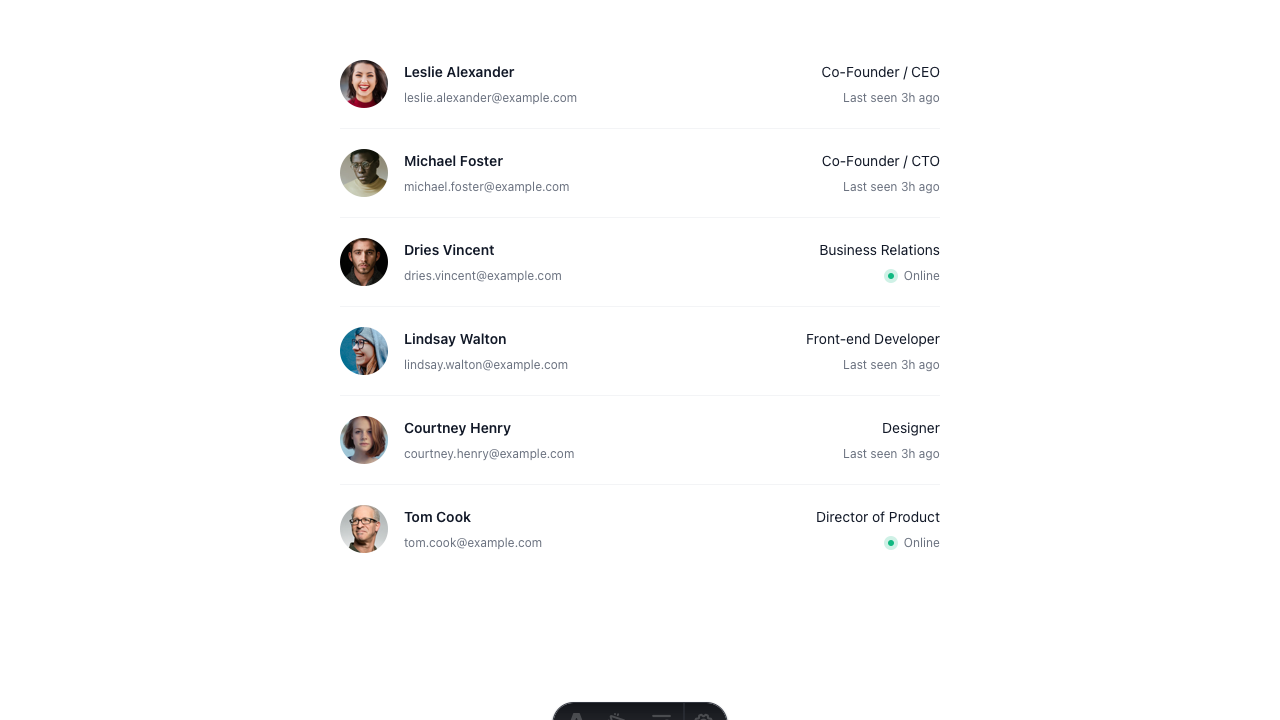 Leslie Alexander
Co-Founder / CEO
leslie.alexander@example.com
Last seen 3h ago
Michael Foster
Co-Founder / CTO
michael.foster@example.com
Last seen 3h ago
Dries Vincent
Business Relations
dries.vincent@example.com
Online
Lindsay Walton
Front-end Developer
lindsay.walton@example.com
Last seen 3h ago
Courtney Henry
Designer
courtney.henry@example.com
Last seen 3h ago
Tom Cook
Director of Product
tom.cook@example.com
Online